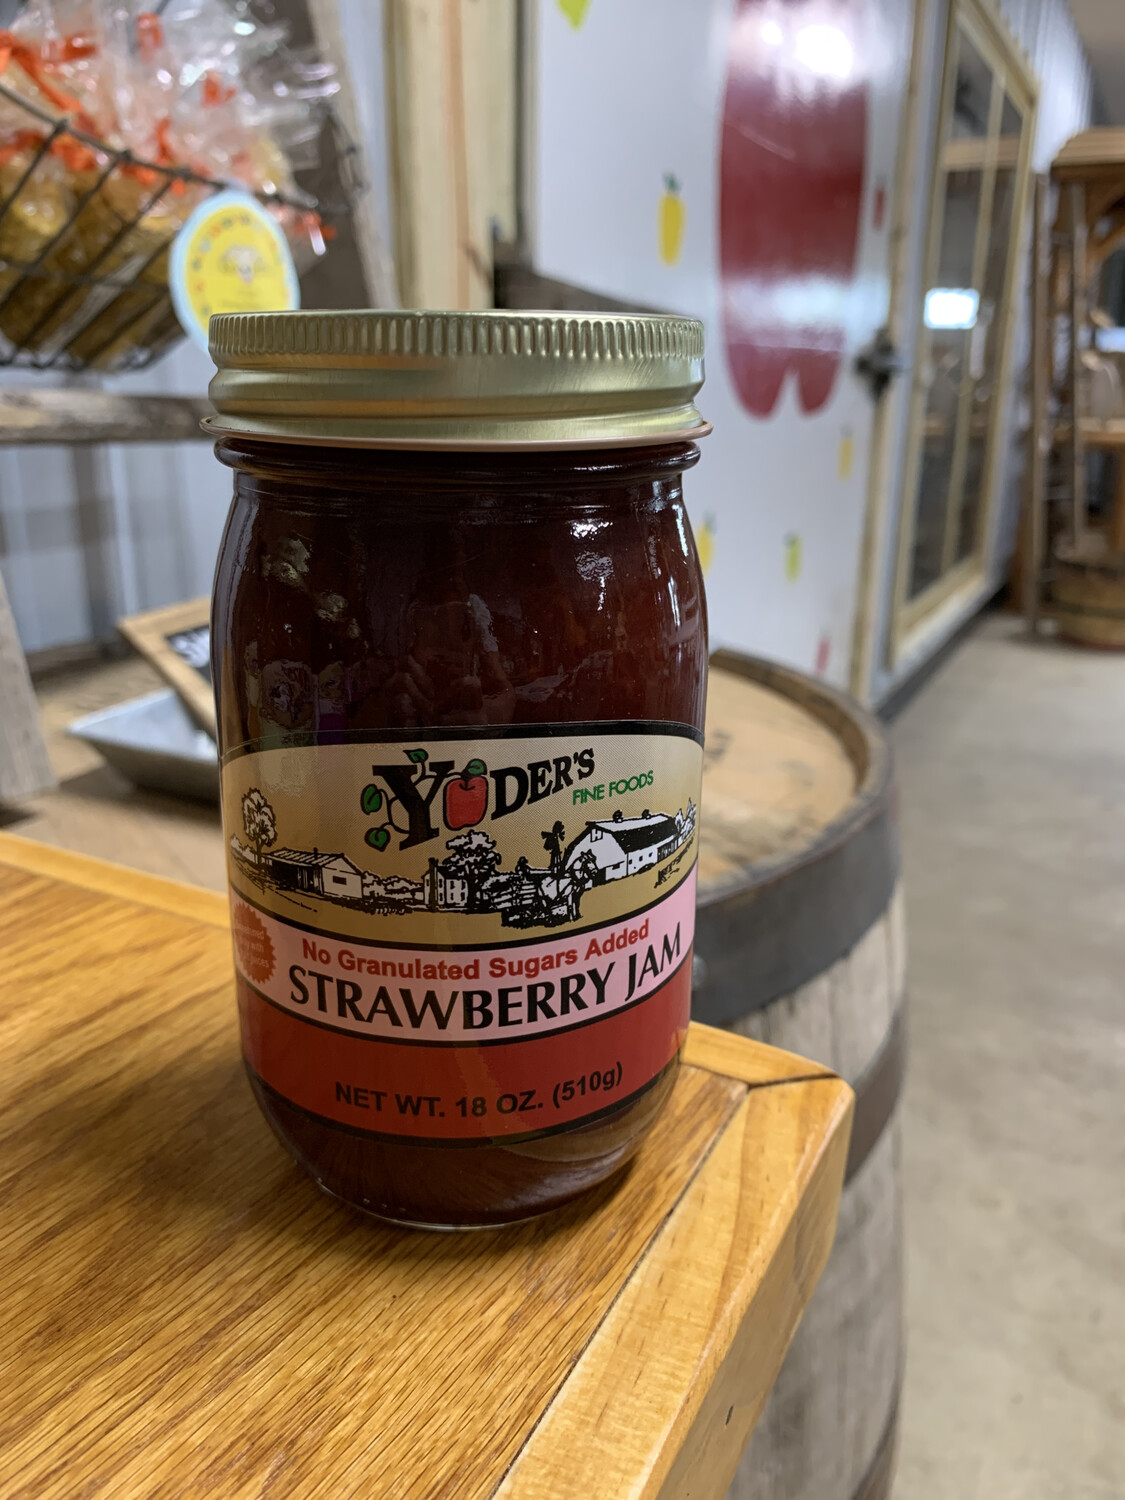 YODER'S
FINE FOODS
No Granulated Sugars Added
STRAWBERRY JAM
NET WT. 18 OZ. (510g)